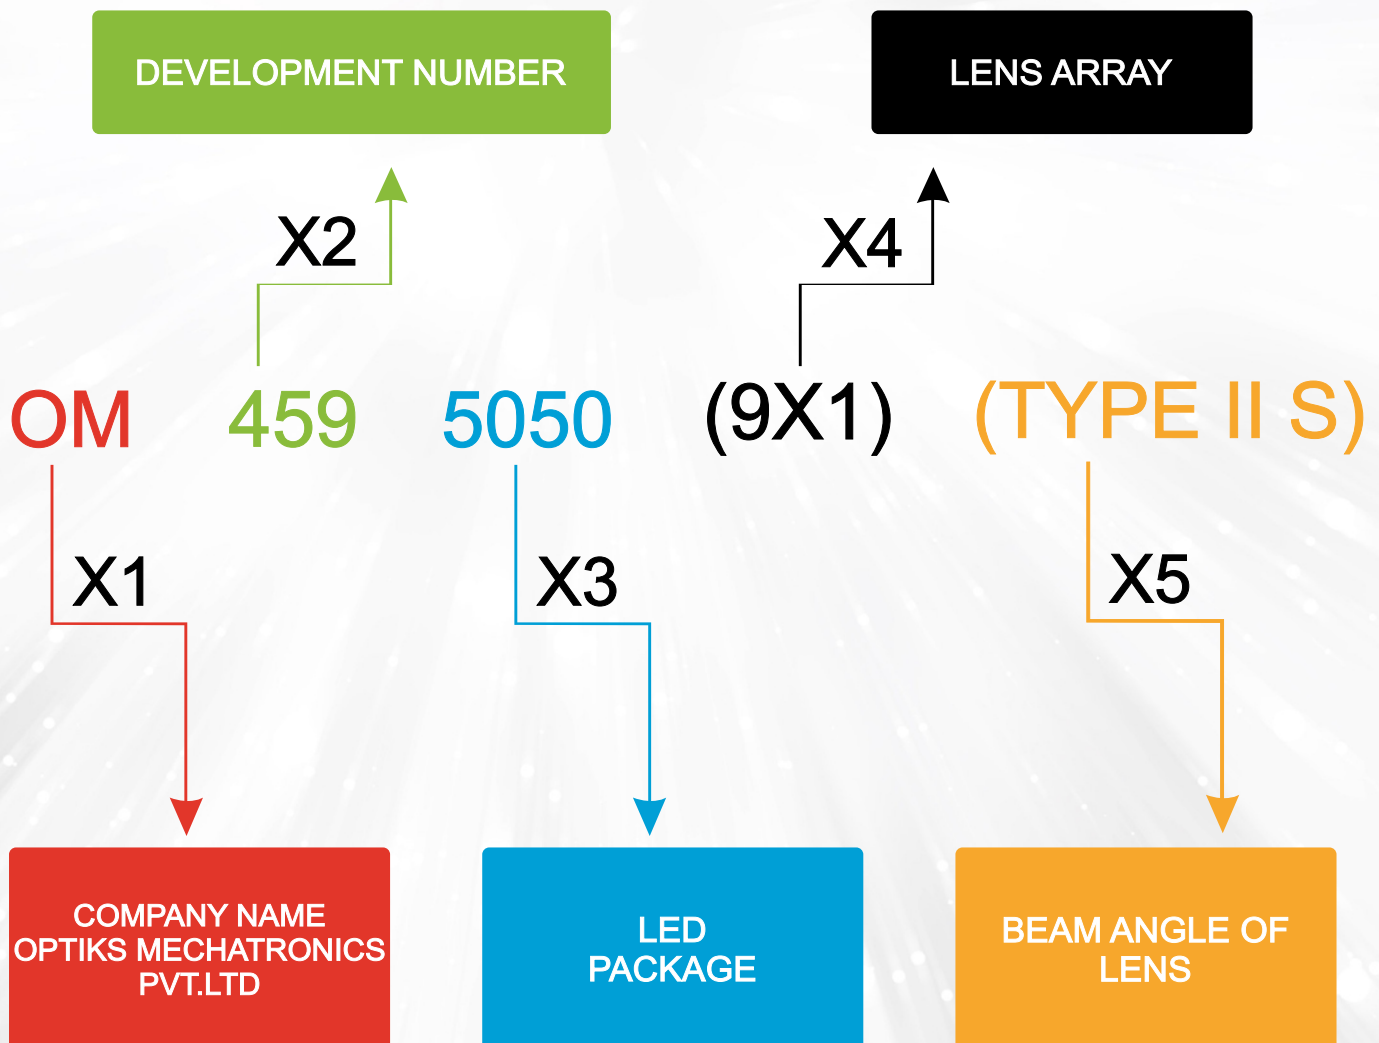 DEVELOPMENT NUMBER
LENS ARRAY
X2
X4
OM 459 5050 (9X1) (TYPE II S)
X1
X3
X5
COMPANY NAME
OPTIKS MECHATRONICS
PVT.LTD
LED
PACKAGE
BEAM ANGLE OF
LENS